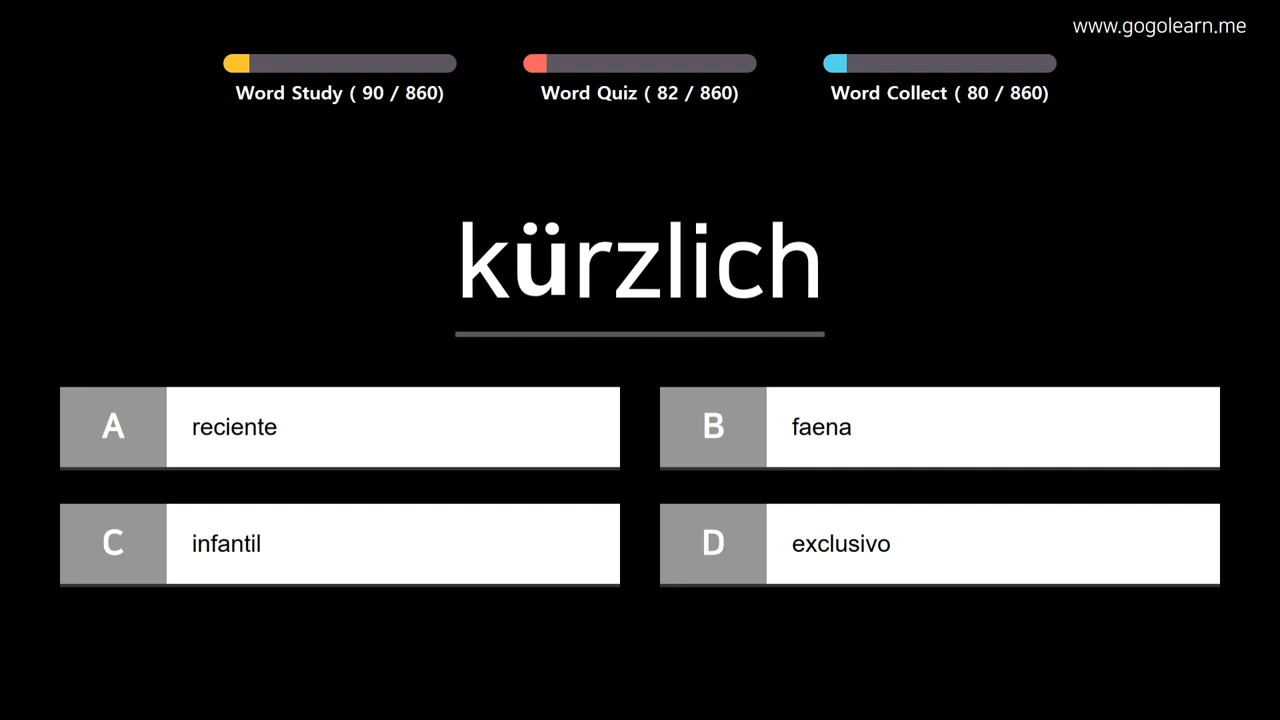 www.gogolearn.me
Word Study ( 90 / 860)
Word Quiz ( 82 / 860)
Word Collect ( 80 / 860)
kürzlich
A reciente
B faena
C infantil
D exclusivo